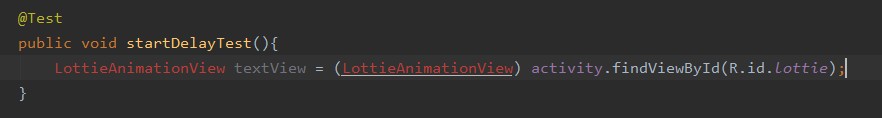 @Test
public void startDelayTest(){
LottieAnimationView textView = (LottieAnimationView) activity.findViewById(R.id.lottie);
}